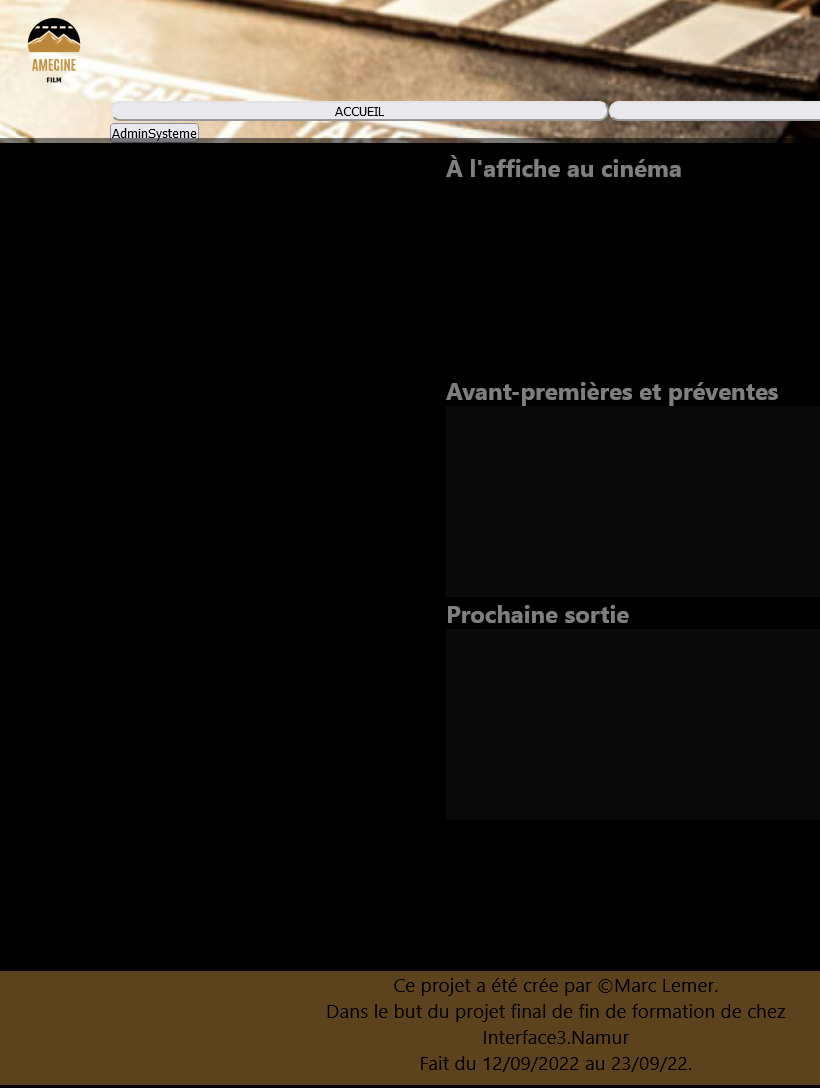 AMECINE
FILM
SCENE
TAKE
ACCUEIL
AdminSysteme
À l'affiche au cinéma
Avant-premières et préventes
Prochaine sortie
Ce projet a été crée par ©Marc Lemer.
Dans le but du projet final de fin de formation de chez
Interface3.Namur
Fait du 12/09/2022 au 23/09/22.